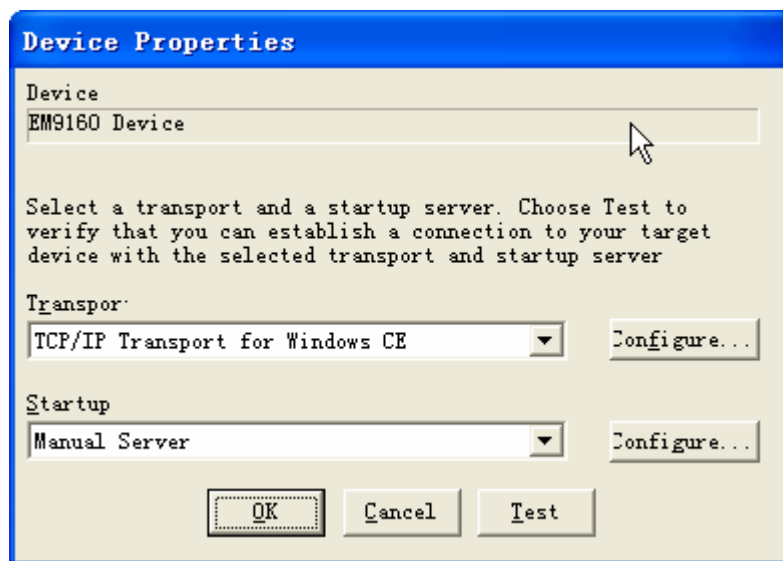 Device Properties
Device
EM9160 Device
Select a transport and a startup server. Choose Test to
verify that you can establish a connection to your target
device with the selected transport and startup server
Transpor
TCP/IP Transport for Windows CE
Configure...
Startup
Manual Server
Configure...
OK Cancel Test